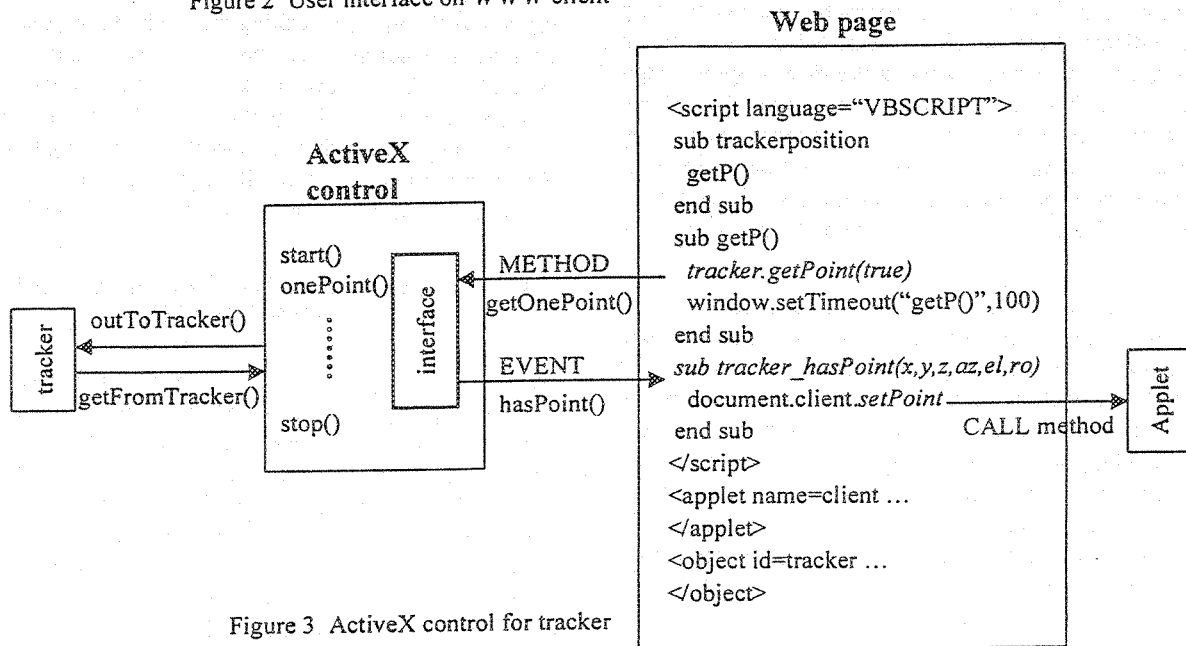 Figure 2 User interface on WWW client
Web page
<script language="VBSCRIPT">
sub trackerposition
getP()
end sub
sub getP()
tracker.getPoint(true)
window.setTimeout("getP()",100)
end sub
sub tracker_hasPoint(x,y,z,az,el,ro)
document.client.setPoint
end sub
</script>
<applet name=client ...
</applet>
<object id=tracker ...
</object>
ActiveX
control
start()
onePoint()
stop()
interface
METHOD
getOnePoint()
EVENT
hasPoint()
tracker
outToTracker()
getFromTracker()
CALL method
Applet
Figure 3 ActiveX control for tracker